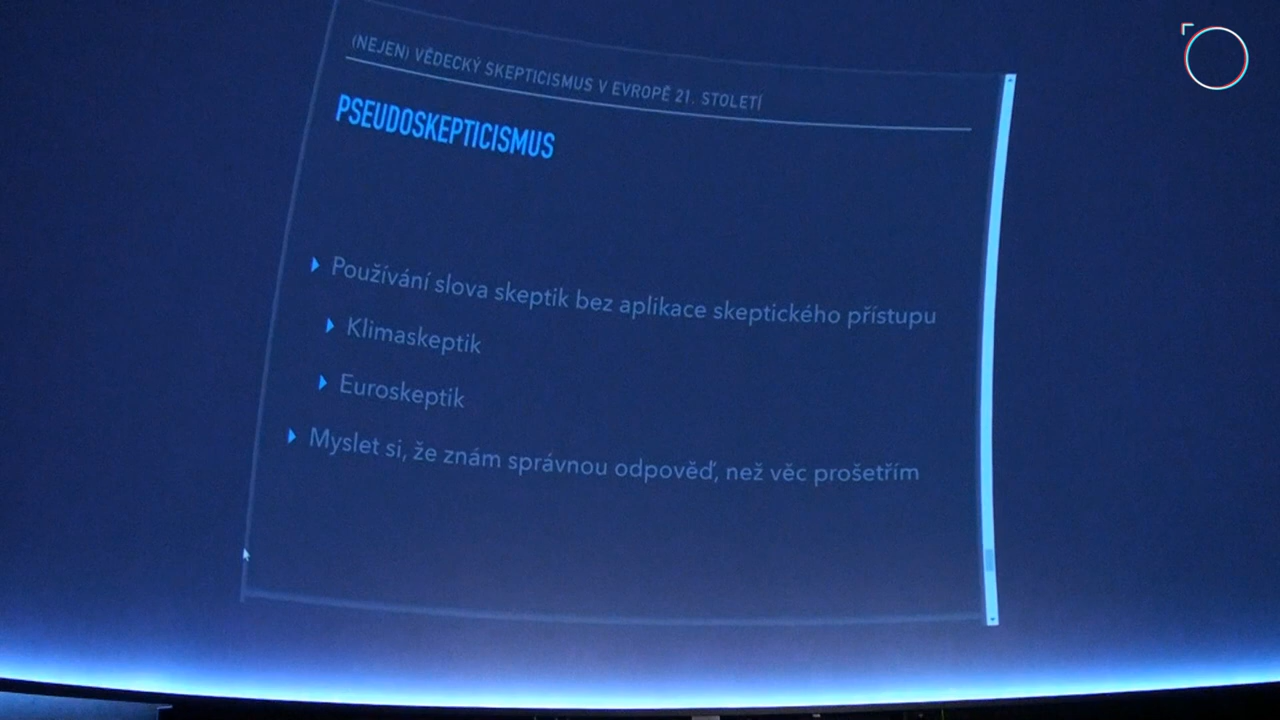 (NEJEN) VĚDECKÝ SKEPTICISMUS V EVROPĚ 21. STOLETÍ
PSEUDOSKEPTICISMUS
Používání slova skeptik bez aplikace skeptického přístupu
Klimaskeptik
Euroskeptik
Myslet si, že znám správnou odpověď, než věc prošetřím